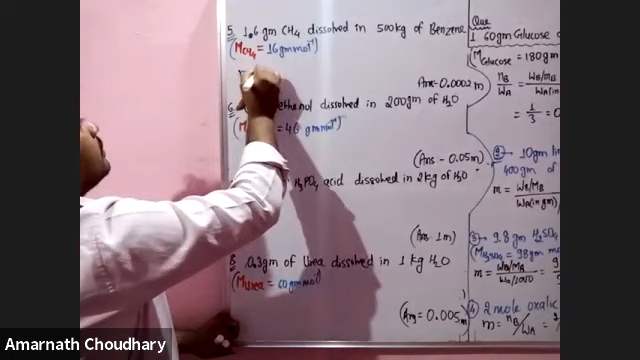 5 1.6 gm CH4 dissolved in 500kg of Benzene
(MCH4 = 16gmmol⁻¹)
Ans=0.0002 m
6 ethanol dissolved in 200gm of H2O
gmmol⁻¹)
(Ans - 0.05m)
H3PO4 acid dissolved in 2kg of H2O
(Ans 1m)
8 0.3gm of Urea dissolved in 1 kg H2O
(Murea = 60gmmol⁻¹)
(Ans = 0.005m
Que
1 60gm Glucose
MGlucose = 180gm
nB/WA = WB/MB / WA(in
= 1/3 = 0
2 → 10gm
400gm of
m = WB/MB / WA(in gm)
3 → 9.8 gm H2SO4
(MH2SO4 = 98gm
m = WB/MB / WA/1000 = 9
4 2 mole oxalic
m = nB/WA = 2
Amarnath Choudhary